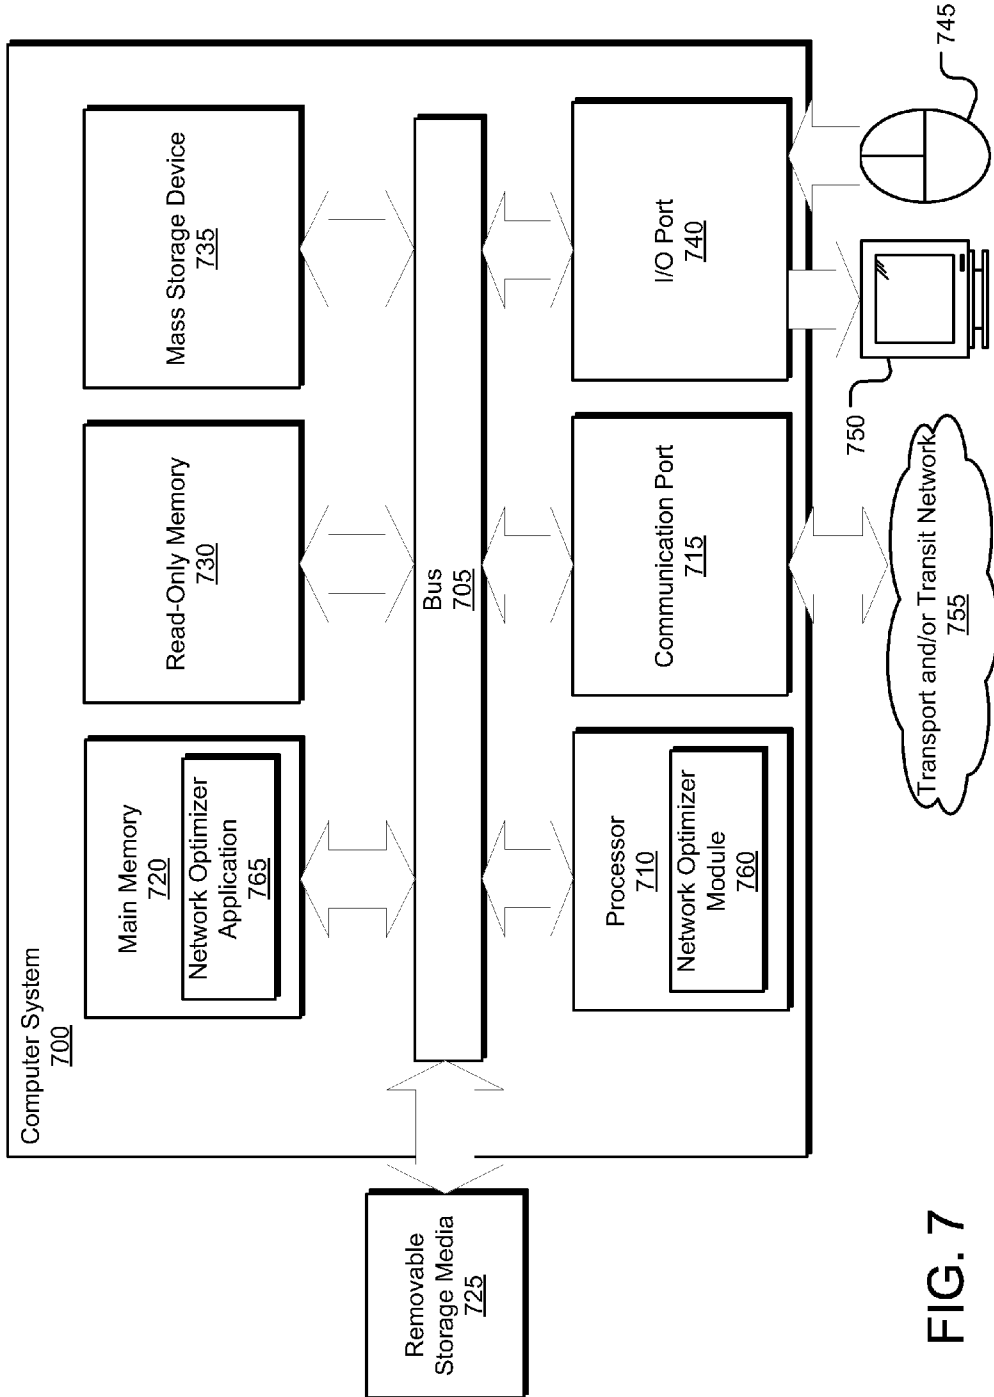 Computer System
700
Main Memory
720
Network Optimizer
Application
765
Read-Only Memory
730
Mass Storage Device
735
Removable
Storage Media
725
Bus
705
Processor
710
Network Optimizer
Module
760
Communication Port
715
I/O Port
740
Transport and/or Transit Network
755
750
745
FIG. 7